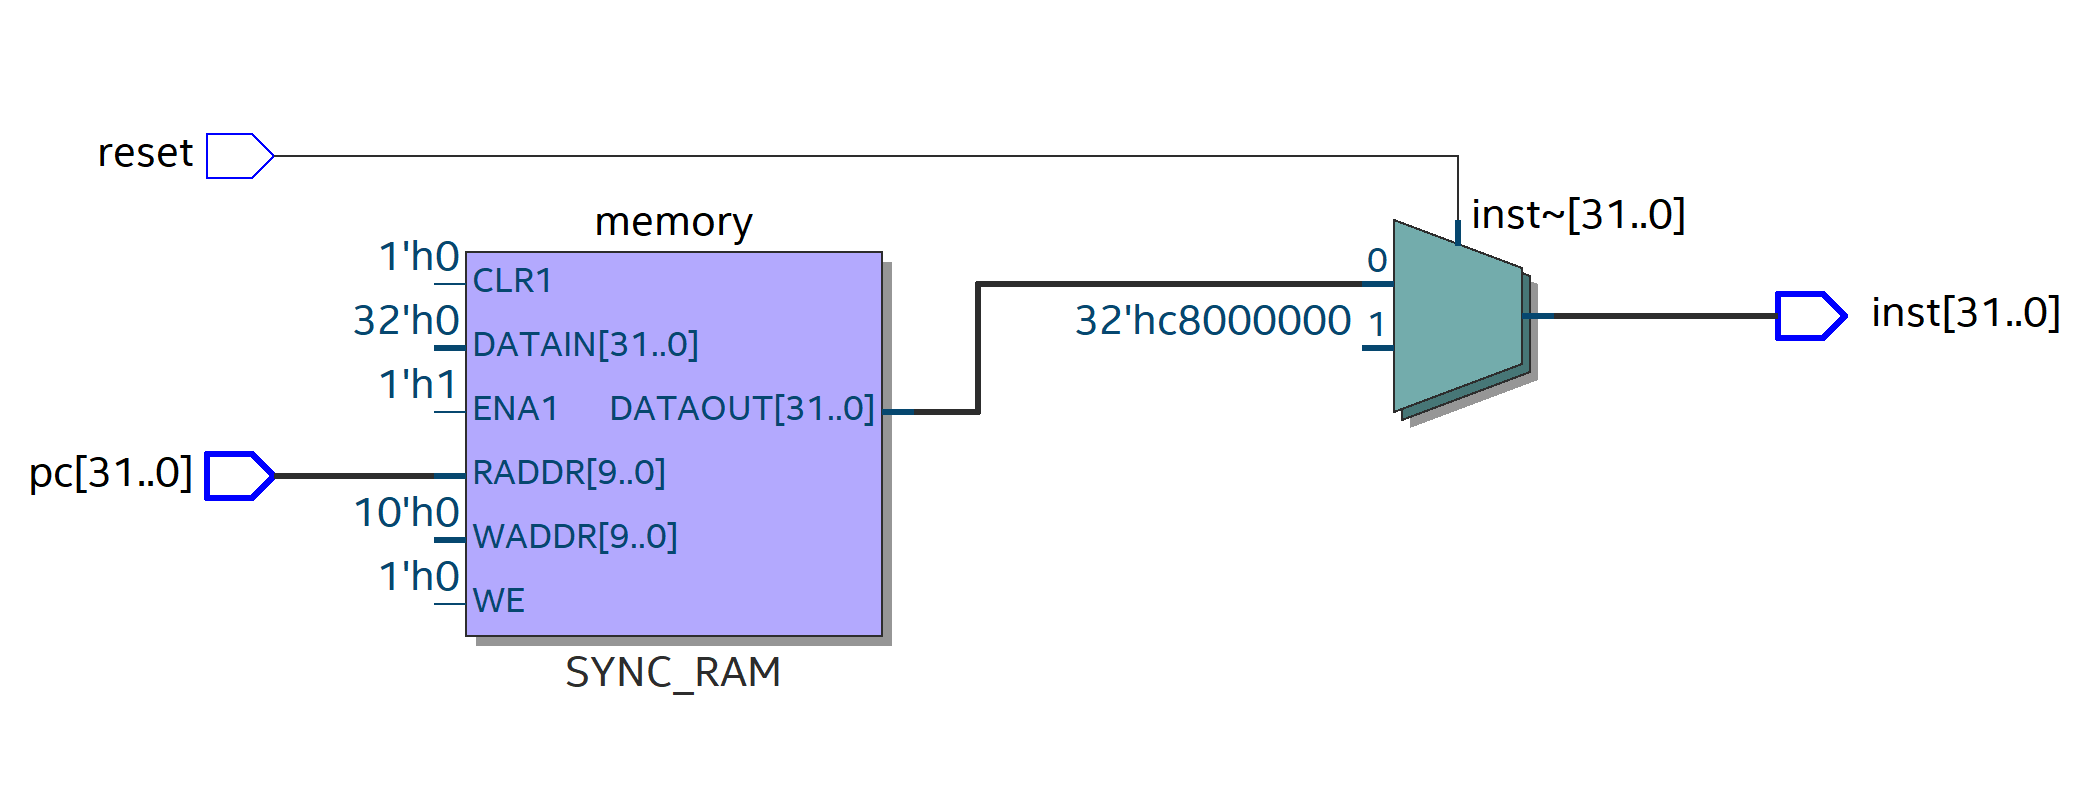 reset
inst~[31..0]
memory
1'h0
CLR1
0
32'h0
DATAIN[31..0]
32'hc8000000
1
inst[31..0]
1'h1
ENA1
DATAOUT[31..0]
pc[31..0]
RADDR[9..0]
10'h0
WADDR[9..0]
1'h0
WE
SYNC_RAM